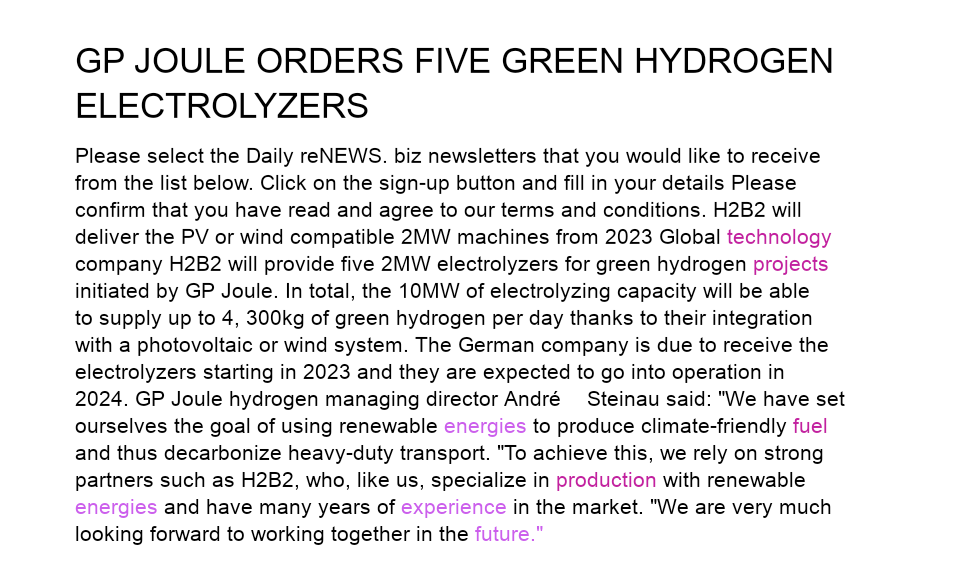 GP JOULE ORDERS FIVE GREEN HYDROGEN
ELECTROLYZERS
Please select the Daily reNEWS. biz newsletters that you would like to receive
from the list below. Click on the sign-up button and fill in your details Please
confirm that you have read and agree to our terms and conditions. H2B2 will
deliver the PV or wind compatible 2MW machines from 2023 Global technology
company H2B2 will provide five 2MW electrolyzers for green hydrogen projects
initiated by GP Joule. In total, the 10MW of electrolyzing capacity will be able
to supply up to 4, 300kg of green hydrogen per day thanks to their integration
with a photovoltaic or wind system. The German company is due to receive the
electrolyzers starting in 2023 and they are expected to go into operation in
2024. GP Joule hydrogen managing director André Steinau said: "We have set
ourselves the goal of using renewable energies to produce climate-friendly fuel
and thus decarbonize heavy-duty transport. "To achieve this, we rely on strong
partners such as H2B2, who, like us, specialize in production with renewable
energies and have many years of experience in the market. "We are very much
looking forward to working together in the future."